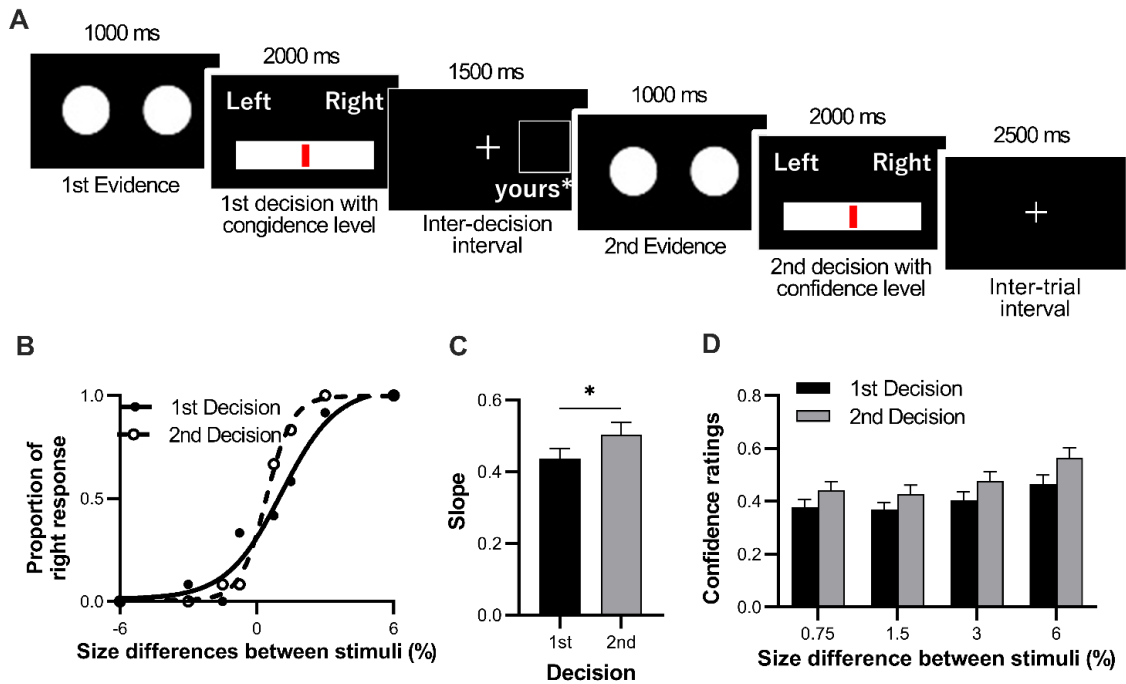 A
1000 ms
2000 ms
1500 ms
1000 ms
2000 ms
2500 ms
Left Right
yours*
Left Right
1st Evidence
1st decision with
congidence level
Inter-decision
interval
2nd Evidence
2nd decision with
confidence level
Inter-trial
interval
B
1st Decision
2nd Decision
Proportion of
right response
1.0
0.5
0.0
-6 0 6
Size differences between stimuli (%)
C
*
Slope
0.6
0.4
0.2
0.0
1st 2nd
Decision
D
1st Decision
2nd Decision
Confidence ratings
0.8
0.6
0.4
0.2
0.0
0.75 1.5 3 6
Size difference between stimuli (%)